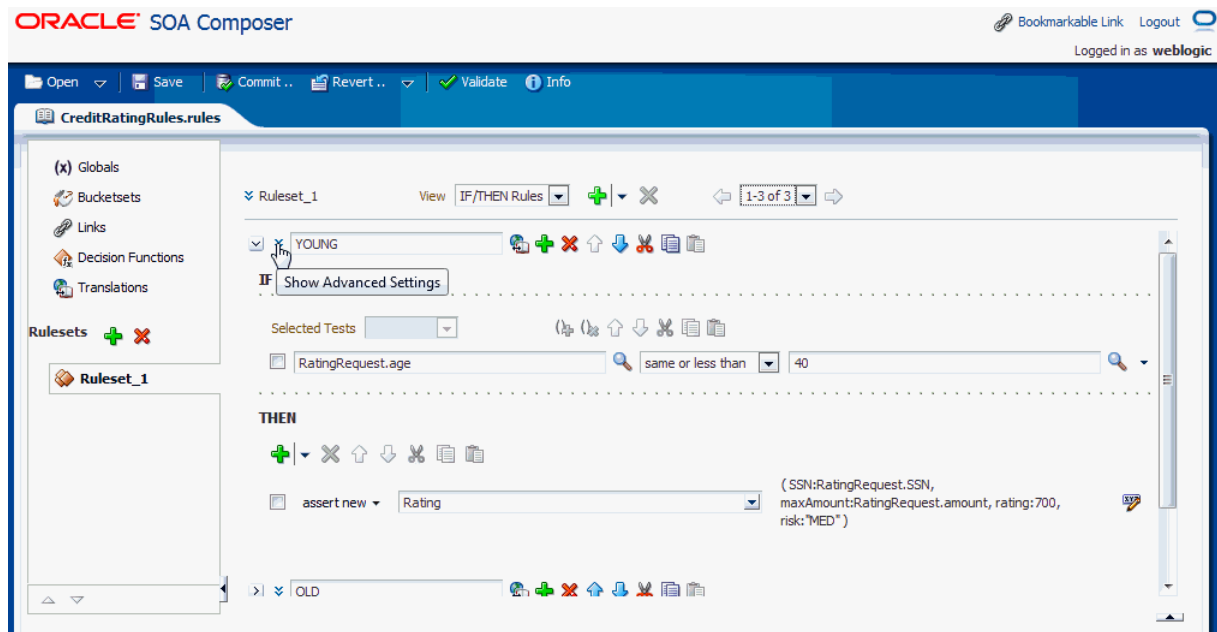 ORACLE SOA Composer
Bookmarkable Link Logout
Logged in as weblogic
Open Save Commit .. Revert .. Validate Info
CreditRatingRules.rules
(x) Globals
Bucketsets
Links
Decision Functions
Translations
Rulesets
Ruleset_1
Ruleset_1 View IF/THEN Rules 1-3 of 3
YOUNG
IF
Show Advanced Settings
Selected Tests
RatingRequest.age same or less than 40
THEN
assert new Rating
( SSN:RatingRequest.SSN,
maxAmount:RatingRequest.amount, rating:700,
risk:"MED" )
OLD